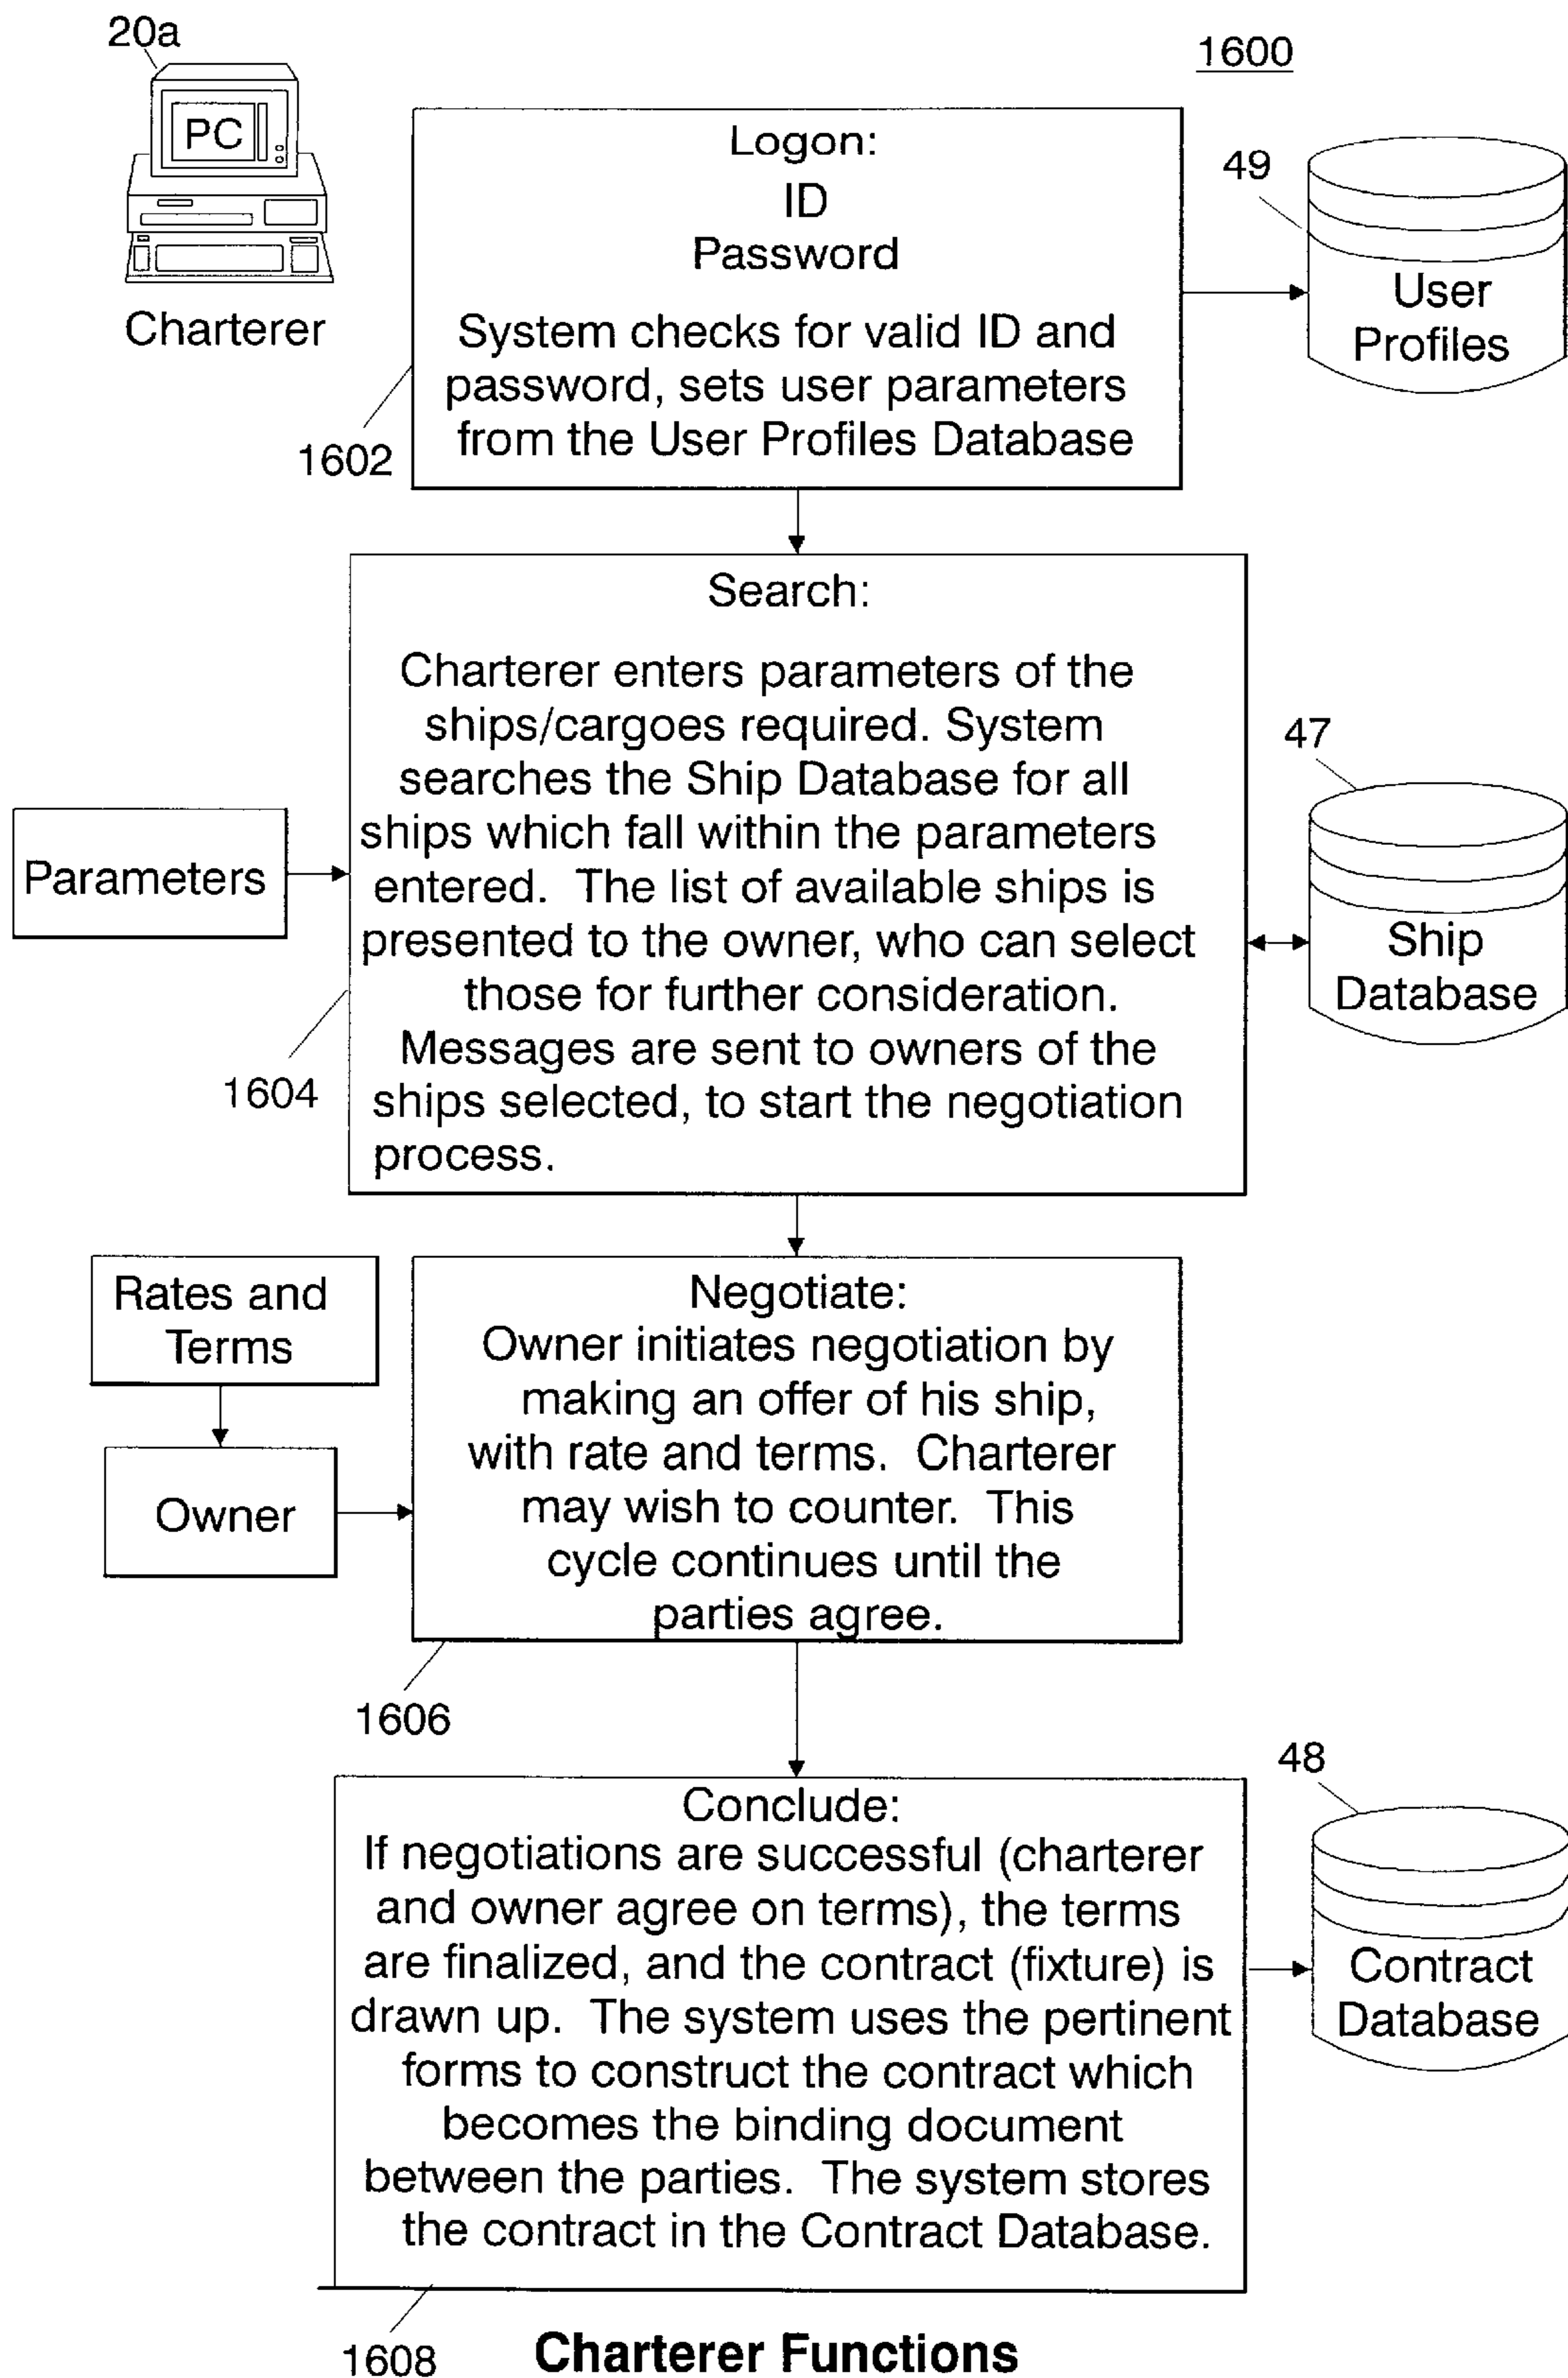 20a
1600
PC
Charterer
Logon:
ID
Password
System checks for valid ID and
password, sets user parameters
from the User Profiles Database
1602
49
User
Profiles
Search:
Charterer enters parameters of the
ships/cargoes required. System
searches the Ship Database for all
ships which fall within the parameters
entered. The list of available ships is
presented to the owner, who can select
those for further consideration.
Messages are sent to owners of the
ships selected, to start the negotiation
process.
Parameters
1604
47
Ship
Database
Rates and
Terms
Owner
Negotiate:
Owner initiates negotiation by
making an offer of his ship,
with rate and terms. Charterer
may wish to counter. This
cycle continues until the
parties agree.
1606
Conclude:
If negotiations are successful (charterer
and owner agree on terms), the terms
are finalized, and the contract (fixture) is
drawn up. The system uses the pertinent
forms to construct the contract which
becomes the binding document
between the parties. The system stores
the contract in the Contract Database.
48
Contract
Database
1608
Charterer Functions